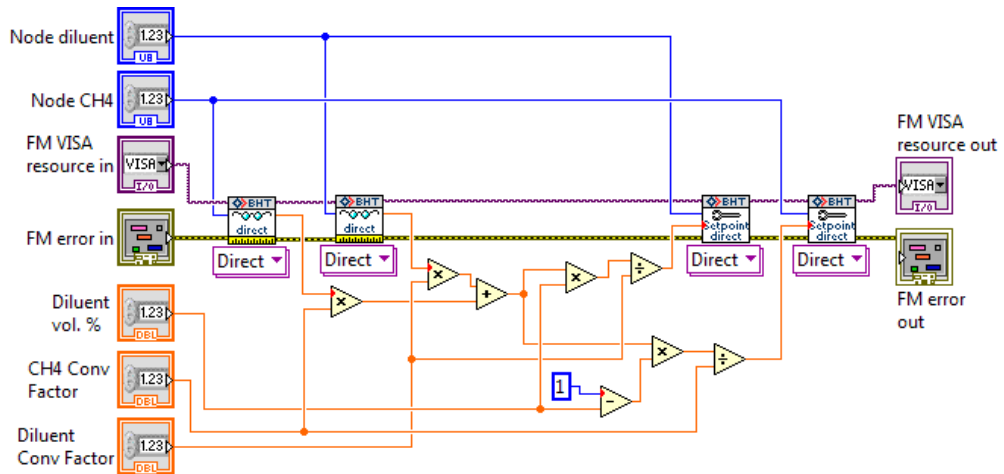 Node diluent
1.23
U8
Node CH4
1.23
U8
FM VISA
resource in
VISA
I/O
FM error in
Diluent
vol. %
1.23
DBL
CH4 Conv
Factor
1.23
DBL
Diluent
Conv Factor
1.23
DBL
BHT
direct
Direct
BHT
direct
Direct
×
×
+
×
÷
1
−
×
÷
BHT
Setpoint
direct
Direct
BHT
Setpoint
direct
Direct
FM VISA
resource out
VISA
I/O
FM error
out